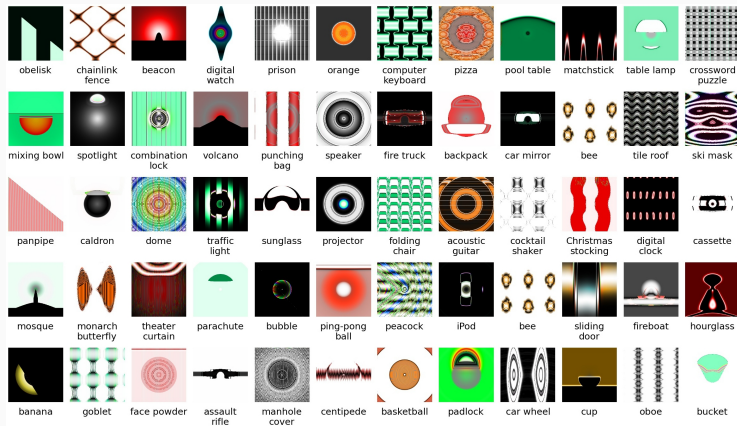 obelisk chainlink fence beacon digital watch prison orange computer keyboard pizza pool table matchstick table lamp crossword puzzle
mixing bowl spotlight combination lock volcano punching bag speaker fire truck backpack car mirror bee tile roof ski mask
panpipe caldron dome traffic light sunglass projector folding chair acoustic guitar cocktail shaker Christmas stocking digital clock cassette
mosque monarch butterfly theater curtain parachute bubble ping-pong ball peacock iPod bee sliding door fireboat hourglass
banana goblet face powder assault rifle manhole cover centipede basketball padlock car wheel cup oboe bucket